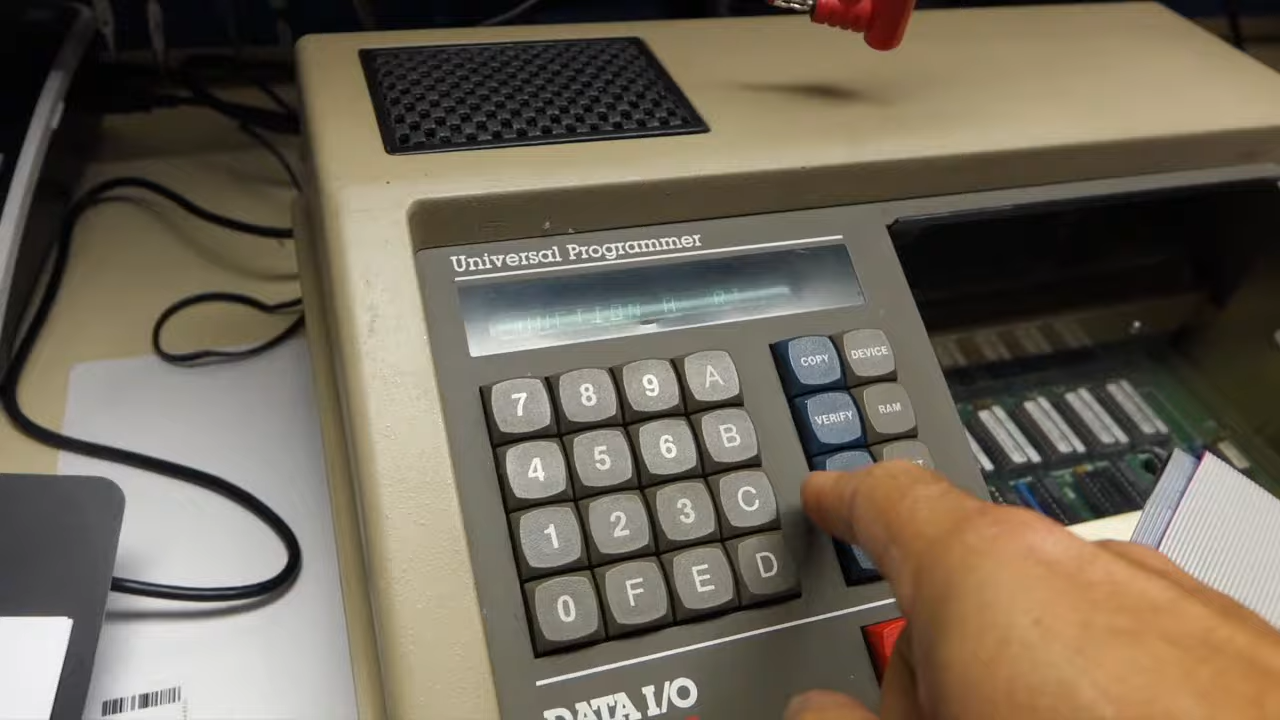 Universal Programmer
7 8 9 A
4 5 6 B
1 2 3 C
0 F E D
COPY DEVICE
VERIFY RAM
DATA I/O